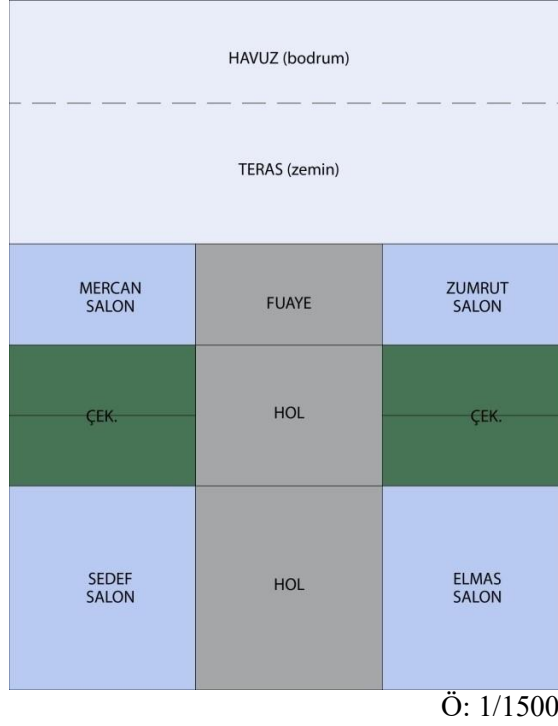 HAVUZ (bodrum)
TERAS (zemin)
MERCAN
SALON
FUAYE
ZUMRUT
SALON
ÇEK.
HOL
ÇEK.
SEDEF
SALON
HOL
ELMAS
SALON
Ö: 1/1500